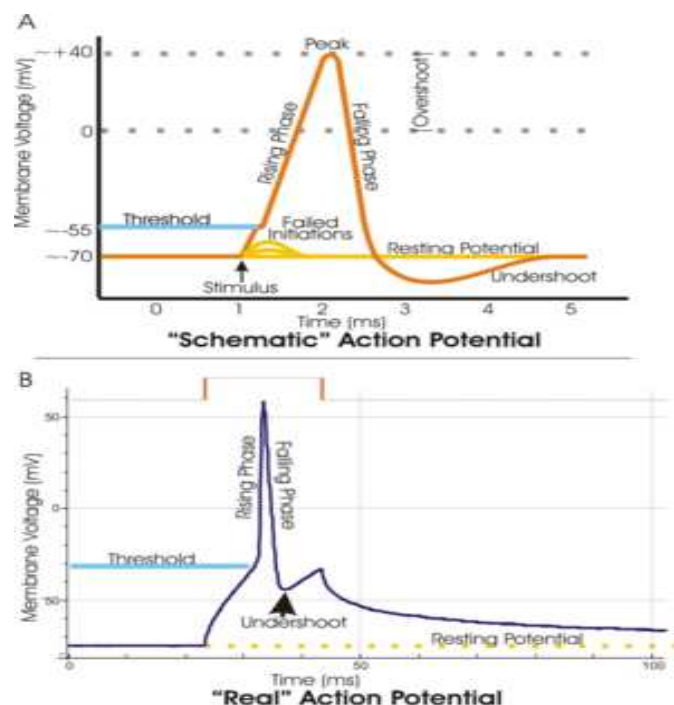 A
~+40
Peak
Overshoot
Membrane Voltage (mV)
0
Rising Phase
Falling Phase
Threshold
~-55
Failed
Initiations
~-70
Resting Potential
Undershoot
Stimulus
0 1 2 3 4 5
Time (ms)
"Schematic" Action Potential
B
50
Membrane Voltage (mV)
Rising Phase
Falling Phase
0
Threshold
50
Undershoot
Resting Potential
0 50 100
Time (ms)
"Real" Action Potential